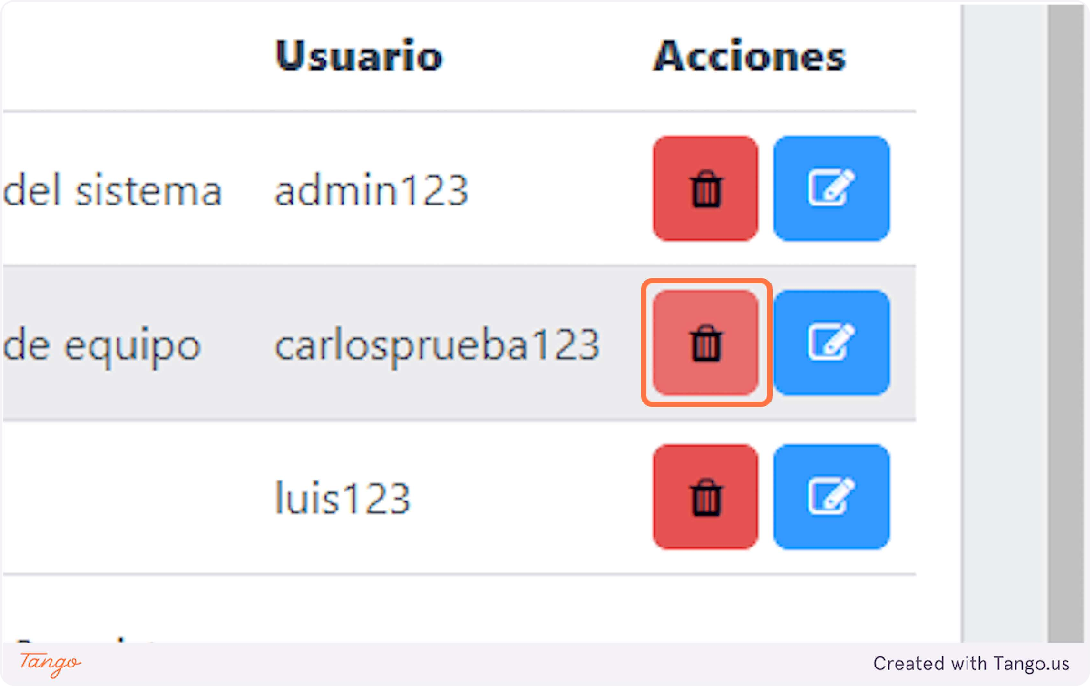 Usuario Acciones
del sistema admin123
de equipo carlosprueba123
luis123
Tango Created with Tango.us